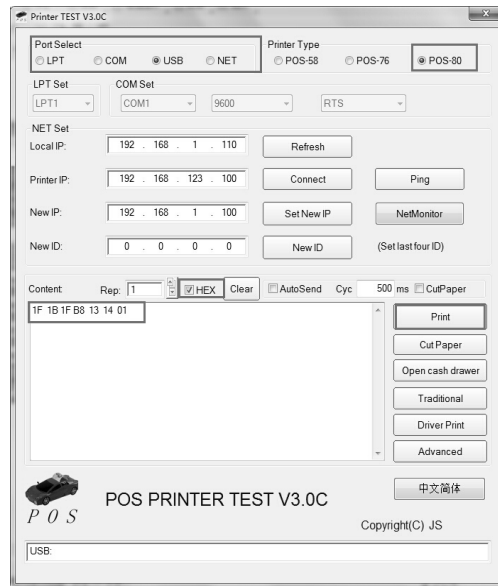 Printer TEST V3.0C
Port Select
LPT COM USB NET
Printer Type
POS-58 POS-76 POS-80
LPT Set
LPT1
COM Set
COM1 9600 RTS
NET Set
Local IP: 192 . 168 . 1 . 110 Refresh
Printer IP: 192 . 168 . 123 . 100 Connect Ping
New IP: 192 . 168 . 1 . 100 Set New IP NetMonitor
New ID: 0 . 0 . 0 . 0 New ID (Set last four ID)
Content: Rep: 1 HEX Clear AutoSend Cyc 500 ms CutPaper
1F 1B 1F B8 13 14 01
Print
Cut Paper
Open cash drawer
Traditional
Driver Print
Advanced
中文简体
POS
POS PRINTER TEST V3.0C
Copyright(C) JS
USB: